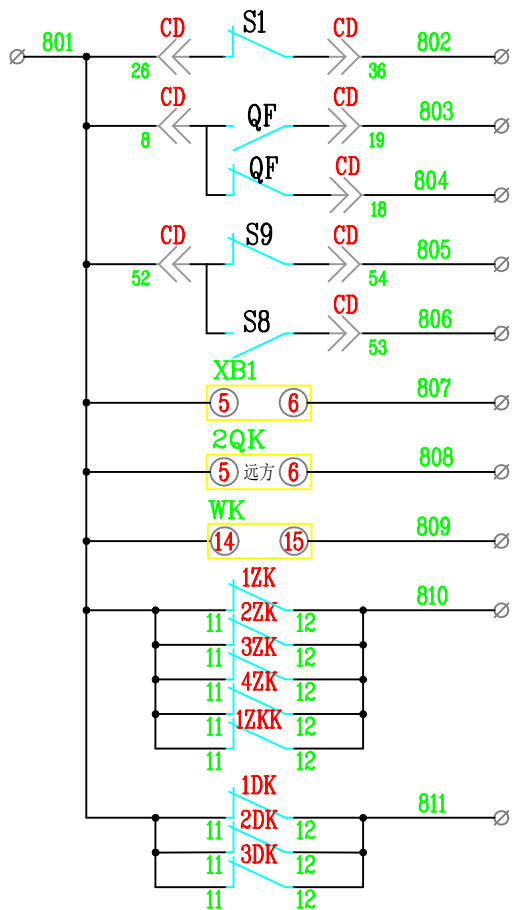 S1
801 CD CD 802
26 36
CD QF CD 803
8 19
QF CD 804
18
CD S9 CD 805
52 54
S8 CD 806
53
XB1
5 6 807
2QK
5 远方 6 808
WK
14 15 809
1ZK 810
11 2ZK 12
11 3ZK 12
11 4ZK 12
11 1ZKK 12
11 12
1DK 811
11 2DK 12
11 3DK 12
11 12